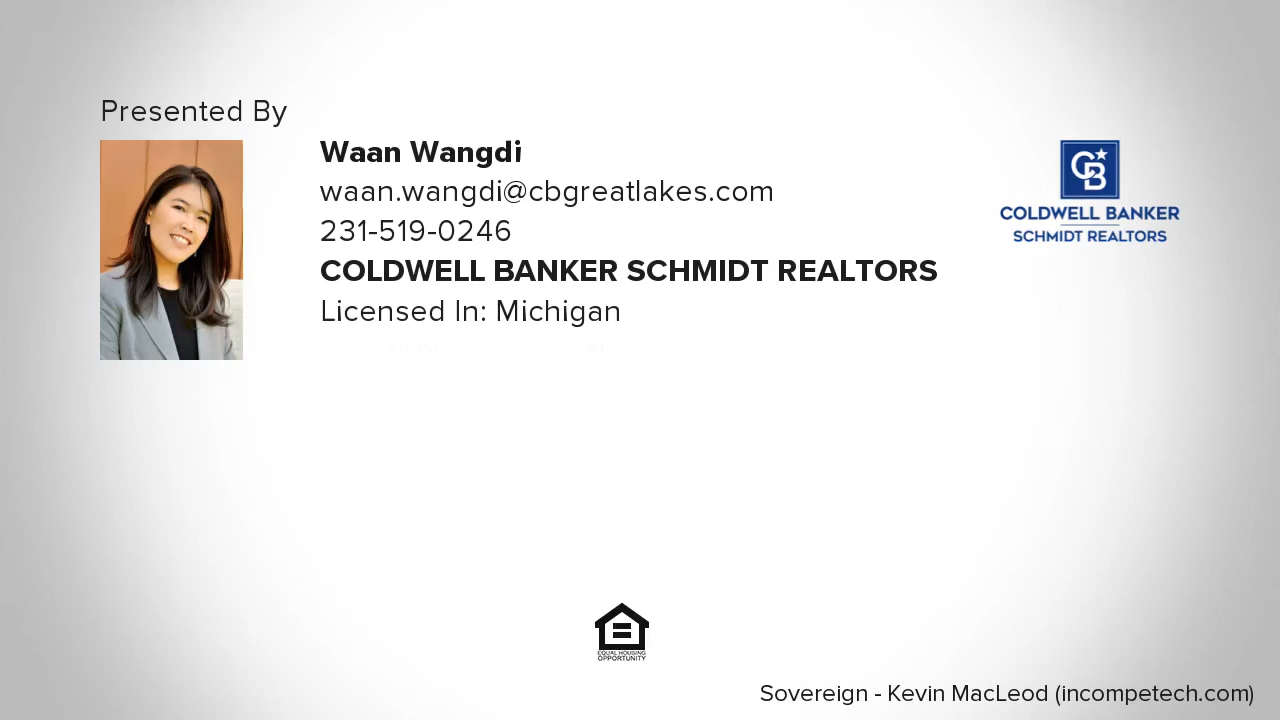 Presented By
Waan Wangdi
waan.wangdi@cbgreatlakes.com
231-519-0246
COLDWELL BANKER SCHMIDT REALTORS
Licensed In: Michigan
CB
COLDWELL BANKER
SCHMIDT REALTORS
EQUAL HOUSING
OPPORTUNITY
Sovereign - Kevin MacLeod (incompetech.com)